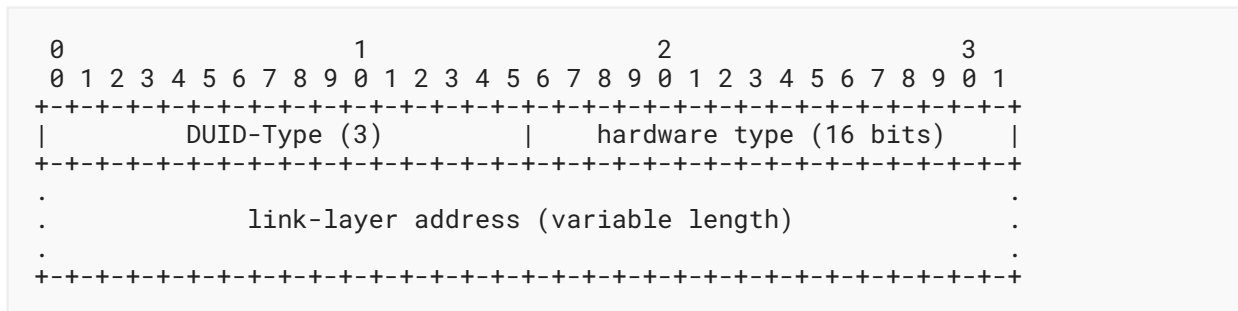 0                   1                   2                   3
 0 1 2 3 4 5 6 7 8 9 0 1 2 3 4 5 6 7 8 9 0 1 2 3 4 5 6 7 8 9 0 1
+-+-+-+-+-+-+-+-+-+-+-+-+-+-+-+-+-+-+-+-+-+-+-+-+-+-+-+-+-+-+-+-+
|         DUID-Type (3)         |    hardware type (16 bits)    |
+-+-+-+-+-+-+-+-+-+-+-+-+-+-+-+-+-+-+-+-+-+-+-+-+-+-+-+-+-+-+-+-+
.                                                               .
.             link-layer address (variable length)              .
.                                                               .
+-+-+-+-+-+-+-+-+-+-+-+-+-+-+-+-+-+-+-+-+-+-+-+-+-+-+-+-+-+-+-+-+